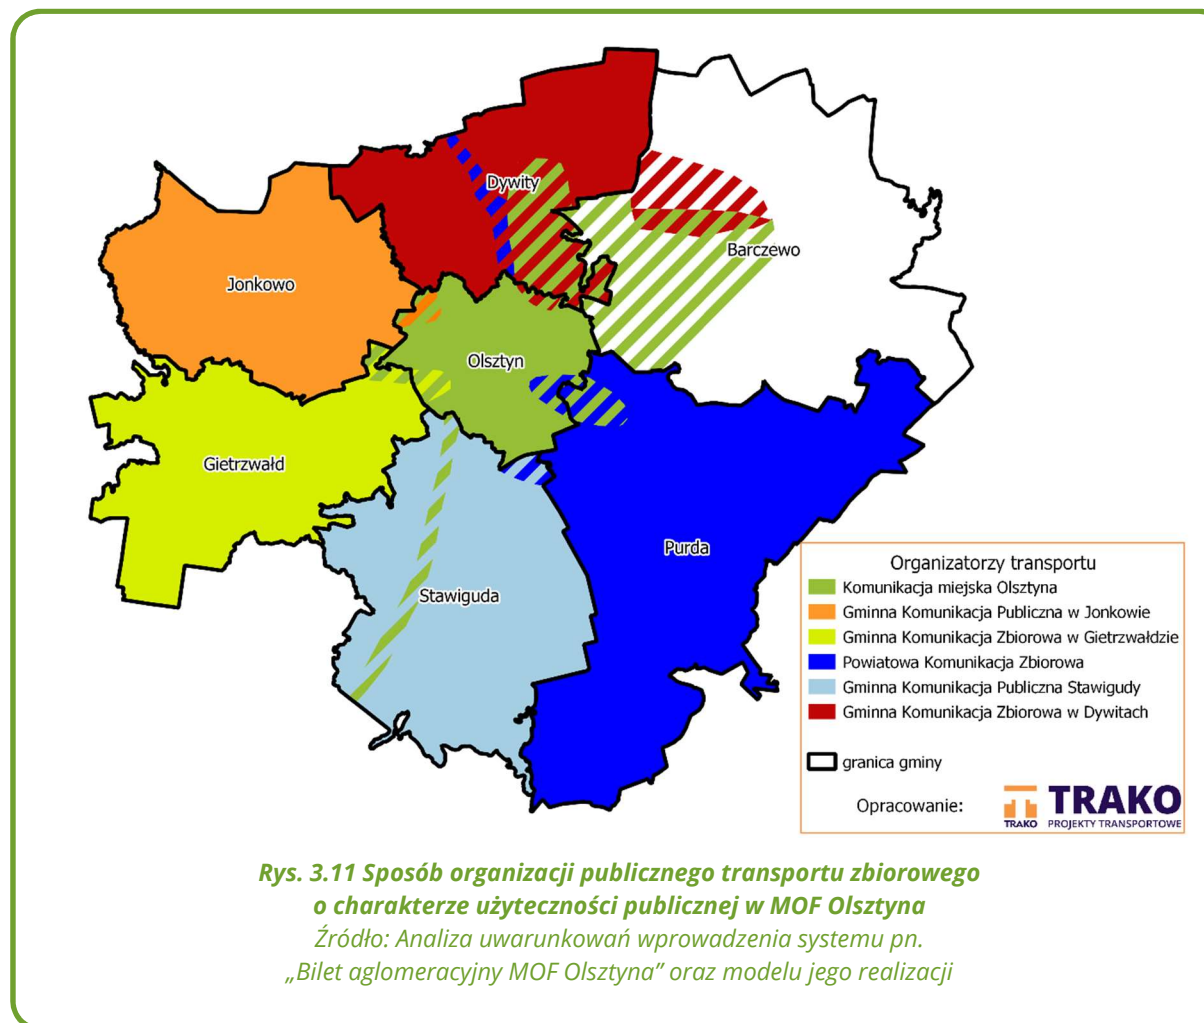 Dywity
Barczewo
Jonkowo
Olsztyn
Gietrzwałd
Purda
Stawiguda
Organizatorzy transportu
Komunikacja miejska Olsztyna
Gminna Komunikacja Publiczna w Jonkowie
Gminna Komunikacja Zbiorowa w Gietrzwałdzie
Powiatowa Komunikacja Zbiorowa
Gminna Komunikacja Publiczna Stawigudy
Gminna Komunikacja Zbiorowa w Dywitach
granica gminy
Opracowanie:
TRAKO
TRAKO
PROJEKTY TRANSPORTOWE
Rys. 3.11 Sposób organizacji publicznego transportu zbiorowego
o charakterze użyteczności publicznej w MOF Olsztyna
Źródło: Analiza uwarunkowań wprowadzenia systemu pn.
„Bilet aglomeracyjny MOF Olsztyna” oraz modelu jego realizacji